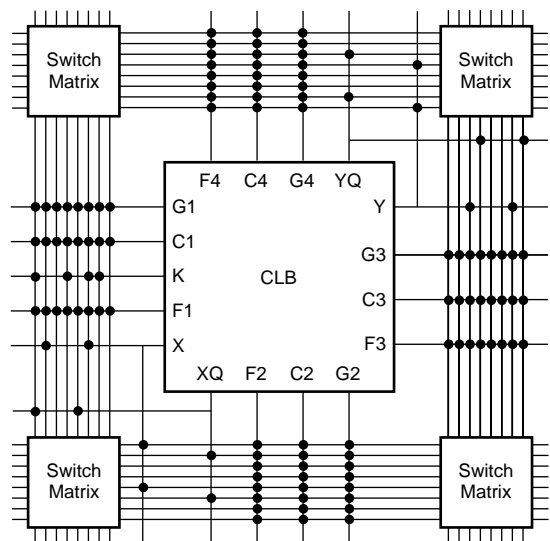 Switch
Matrix
Switch
Matrix
F4 C4 G4 YQ
G1
Y
C1
G3
K
CLB
C3
F1
F3
X
XQ F2 C2 G2
Switch
Matrix
Switch
Matrix